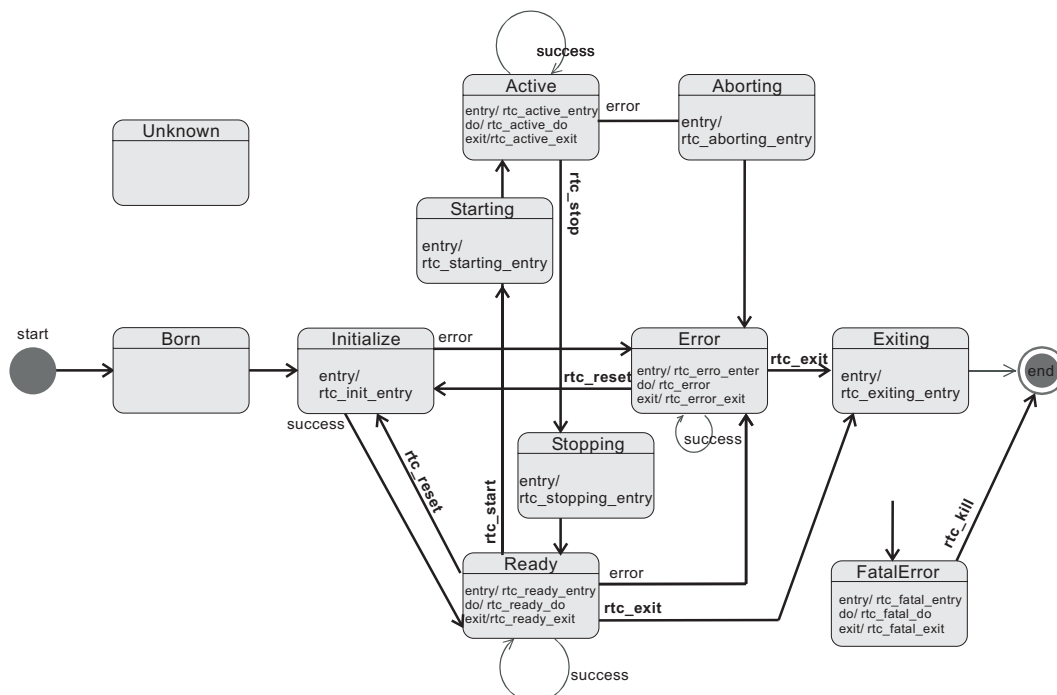 success
Active
entry/ rtc_active_entry
do/ rtc_active_do
exit/rtc_active_exit
error
Aborting
entry/
rtc_aborting_entry
Unknown
rtc_stop
Starting
entry/
rtc_starting_entry
start
Born
Initialize
entry/
rtc_init_entry
error
Error
entry/ rtc_erro_enter
do/ rtc_error
exit/ rtc_error_exit
rtc_exit
Exiting
entry/
rtc_exiting_entry
end
rtc_reset
success
success
Stopping
entry/
rtc_stopping_entry
rtc_reset
rtc_start
rtc_kill
Ready
entry/ rtc_ready_entry
do/ rtc_ready_do
exit/rtc_ready_exit
error
rtc_exit
FatalError
entry/ rtc_fatal_entry
do/ rtc_fatal_do
exit/ rtc_fatal_exit
success